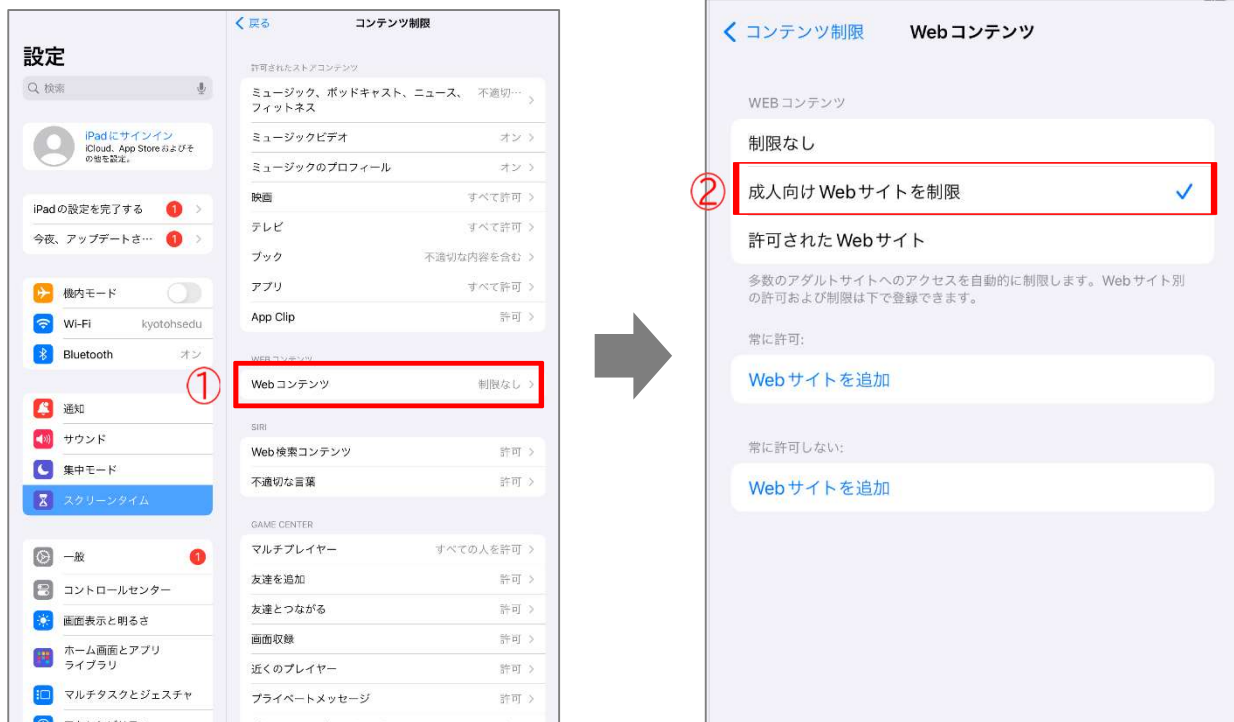 設定
検索
iPadにサインイン
iCloud、App Storeおよびそ
の他を設定。
iPadの設定を完了する 1
今夜、アップデートさ… 1
機内モード
Wi-Fi kyotohsedu
Bluetooth オン
通知
サウンド
集中モード
スクリーンタイム
一般 1
コントロールセンター
画面表示と明るさ
ホーム画面とアプリ
ライブラリ
マルチタスクとジェスチャ
戻る コンテンツ制限
許可されたストアコンテンツ
ミュージック、ポッドキャスト、ニュース、 不適切…
フィットネス
ミュージックビデオ オン
ミュージックのプロフィール オン
映画 すべて許可
テレビ すべて許可
ブック 不適切な内容を含む
アプリ すべて許可
App Clip 許可
WEBコンテンツ
①
Webコンテンツ 制限なし
SIRI
Web検索コンテンツ 許可
不適切な言葉 許可
GAME CENTER
マルチプレイヤー すべての人を許可
友達を追加 許可
友達とつながる 許可
画面収録 許可
近くのプレイヤー 許可
プライベートメッセージ 許可
コンテンツ制限 Webコンテンツ
WEBコンテンツ
制限なし
②
成人向けWebサイトを制限
許可されたWebサイト
多数のアダルトサイトへのアクセスを自動的に制限します。Webサイト別
の許可および制限は下で登録できます。
常に許可:
Webサイトを追加
常に許可しない:
Webサイトを追加